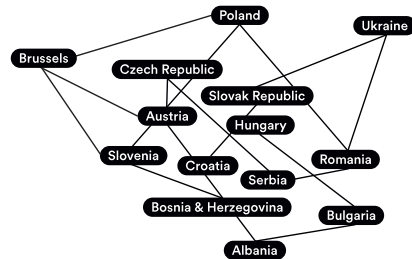 Poland
Ukraine
Brussels
Czech Republic
Slovak Republic
Austria
Hungary
Slovenia
Croatia
Romania
Serbia
Bosnia & Herzegovina
Bulgaria
Albania